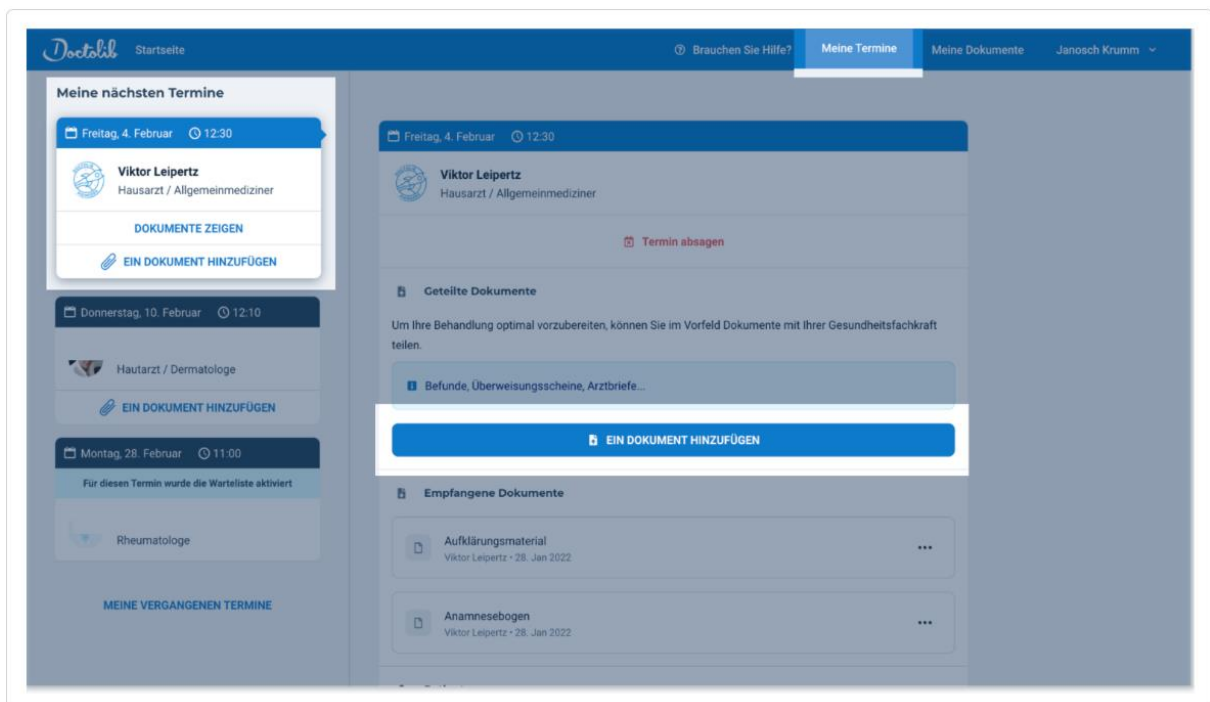 Doctolib
Startseite
Brauchen Sie Hilfe?
Meine Termine
Meine Dokumente
Janosch Krumm
Meine nächsten Termine
Freitag, 4. Februar 12:30
Viktor Leipertz
Hausarzt / Allgemeinmediziner
DOKUMENTE ZEIGEN
EIN DOKUMENT HINZUFÜGEN
Donnerstag, 10. Februar 12:10
Hautarzt / Dermatologe
EIN DOKUMENT HINZUFÜGEN
Montag, 28. Februar 11:00
Für diesen Termin wurde die Warteliste aktiviert
Rheumatologe
MEINE VERGANGENEN TERMINE
Freitag, 4. Februar 12:30
Viktor Leipertz
Hausarzt / Allgemeinmediziner
Termin absagen
Geteilte Dokumente
Um Ihre Behandlung optimal vorzubereiten, können Sie im Vorfeld Dokumente mit Ihrer Gesundheitsfachkraft
teilen.
Befunde, Überweisungsscheine, Arztbriefe...
EIN DOKUMENT HINZUFÜGEN
Empfangene Dokumente
Aufklärungsmaterial
Viktor Leipertz • 28. Jan 2022
Anamnesebogen
Viktor Leipertz • 28. Jan 2022